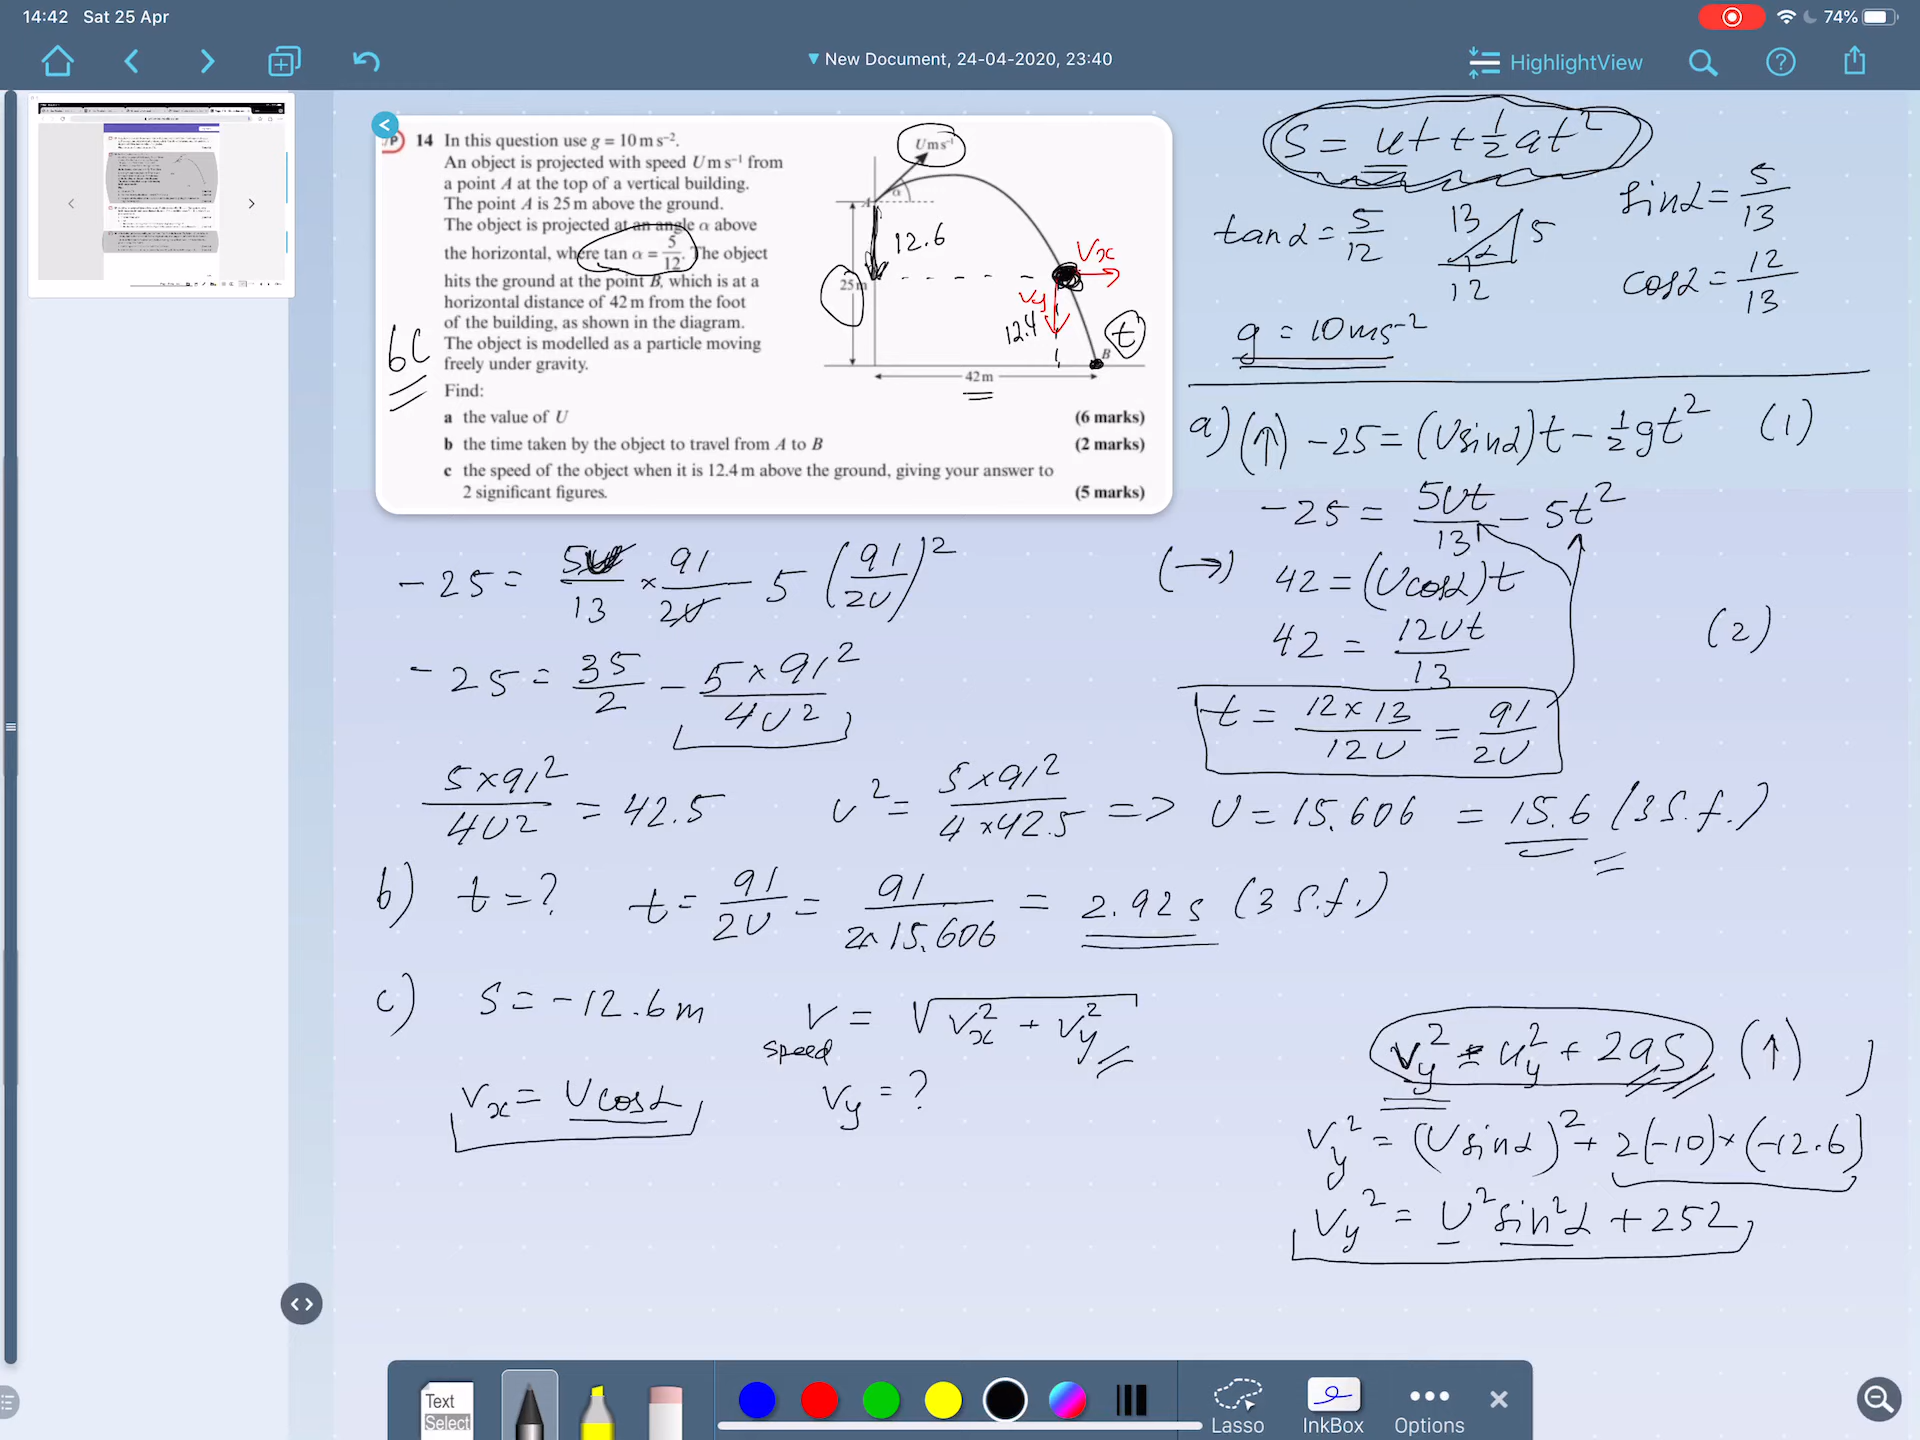 14:42 Sat 25 Apr
74%
New Document, 24-04-2020, 23:40
HighlightView
14 In this question use g = 10 m s⁻².
An object is projected with speed U m s⁻¹ from
a point A at the top of a vertical building.
The point A is 25 m above the ground.
The object is projected at an angle α above
the horizontal, where tan α = 5/12. The object
hits the ground at the point B, which is at a
horizontal distance of 42 m from the foot
of the building, as shown in the diagram.
The object is modelled as a particle moving
freely under gravity.
Find:
a the value of U (6 marks)
b the time taken by the object to travel from A to B (2 marks)
c the speed of the object when it is 12.4 m above the ground, giving your answer to
2 significant figures. (5 marks)
6C
U m s⁻¹
α
A
12.6
25 m
Vx
Vy
12.4
t
B
42 m
S = ut + ½at²
tanα = 5/12
13
5
α
12
sinα = 5/13
cosα = 12/13
g = 10 ms⁻²
a) (↑) -25 = (Usinα)t - ½gt² (1)
-25 = 5Ut/13 - 5t²
(→) 42 = (Ucosα)t
42 = 12Ut/13 (2)
t = 12×13/12U = 91/2U
-25 = 5U/13 × 91/2U - 5(91/2U)²
-25 = 35/2 - 5×91²/4U²
5×91²/4U² = 42.5 U² = 5×91²/4×42.5 => U = 15.606 = 15.6 (3 S.f.)
b) t = ? t = 91/2U = 91/2×15.606 = 2.92 s (3 S.f.)
c) S = -12.6 m V = √Vx² + Vy²
speed
Vx = Ucosα Vy = ?
Vy² = uy² + 2aS (↑)
Vy² = (Usinα)² + 2(-10)×(-12.6)
Vy² = U²sin²α + 252
Text
Select
Lasso
InkBox
Options